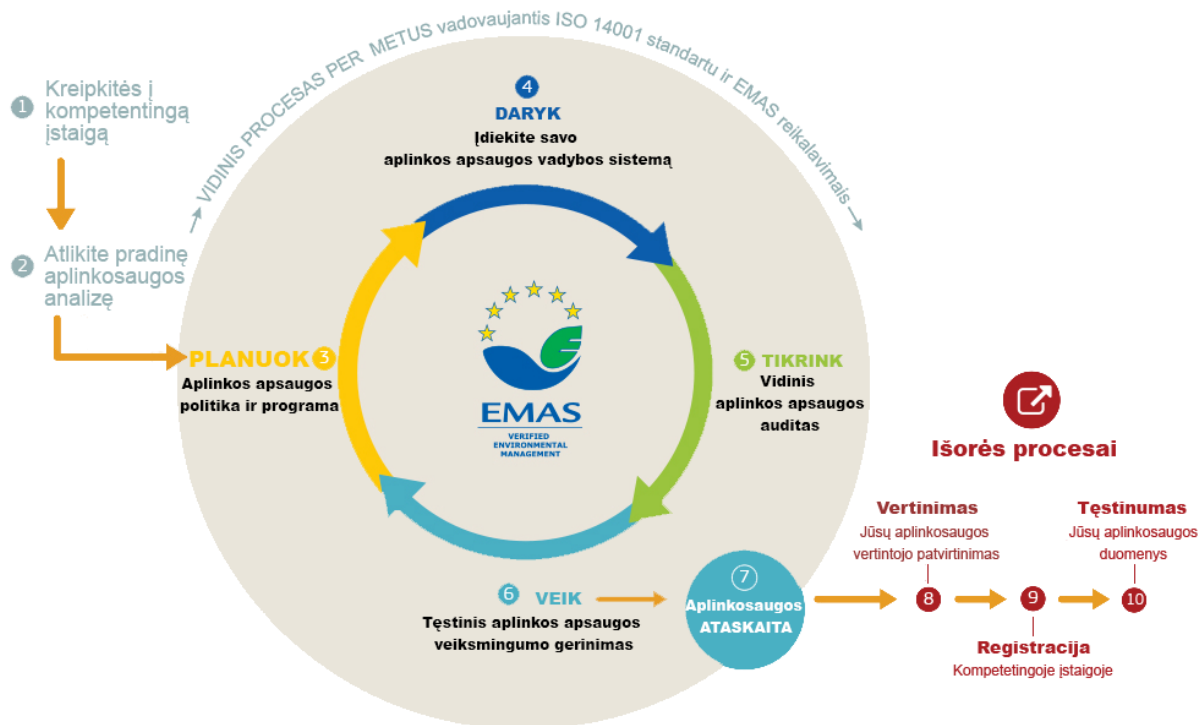 VIDINIS PROCESAS PER METUS vadovaujantis ISO 14001 standartu ir EMAS reikalavimais
1 Kreipkitės į
kompetentingą
įstaigą
2 Atlikite pradinę
aplinkosaugos
analizę
PLANUOK 3
Aplinkos apsaugos
politika ir programa
4
DARYK
Įdiekite savo
aplinkos apsaugos vadybos sistemą
5 TIKRINK
Vidinis
aplinkos apsaugos
auditas
EMAS
VERIFIED
ENVIRONMENTAL
MANAGEMENT
6 VEIK
Tęstinis aplinkos apsaugos
veiksmingumo gerinimas
7
Aplinkosaugos
ATASKAITA
Išorės procesai
Vertinimas
Jūsų aplinkosaugos
vertintojo patvirtinimas
8
9
Registracija
Kompetetingoje įstaigoje
Tęstinumas
Jūsų aplinkosaugos
duomenys
10